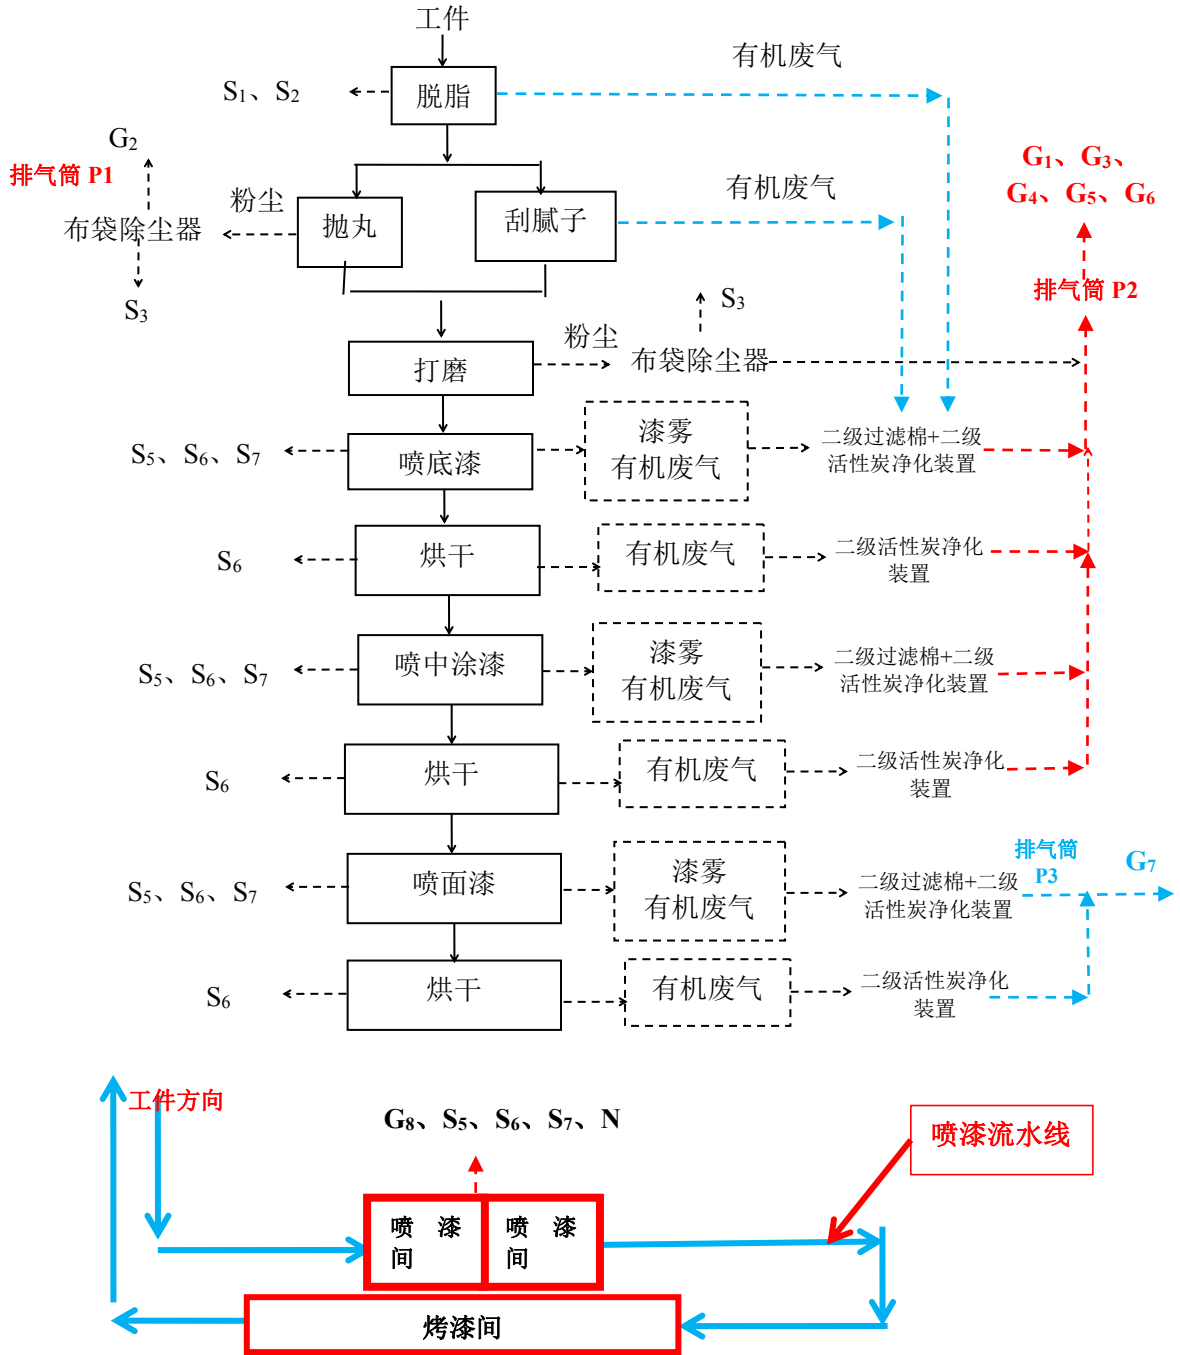 工件
有机废气
S₁、S₂
脱脂
G₂
排气筒 P1
G₁、G₃、
G₄、G₅、G₆
粉尘
有机废气
布袋除尘器
抛丸
刮腻子
S₃
S₃
排气筒 P2
粉尘
打磨
布袋除尘器
S₅、S₆、S₇
喷底漆
漆雾
有机废气
二级过滤棉+二级
活性炭净化装置
S₆
烘干
有机废气
二级活性炭净化
装置
S₅、S₆、S₇
喷中涂漆
漆雾
有机废气
二级过滤棉+二级
活性炭净化装置
S₆
烘干
有机废气
二级活性炭净化
装置
S₅、S₆、S₇
喷面漆
漆雾
有机废气
二级过滤棉+二级
活性炭净化装置
排气筒
P3
G₇
S₆
烘干
有机废气
二级活性炭净化
装置
工件方向
G₈、S₅、S₆、S₇、N
喷漆流水线
喷 漆
间
喷 漆
间
烤漆间